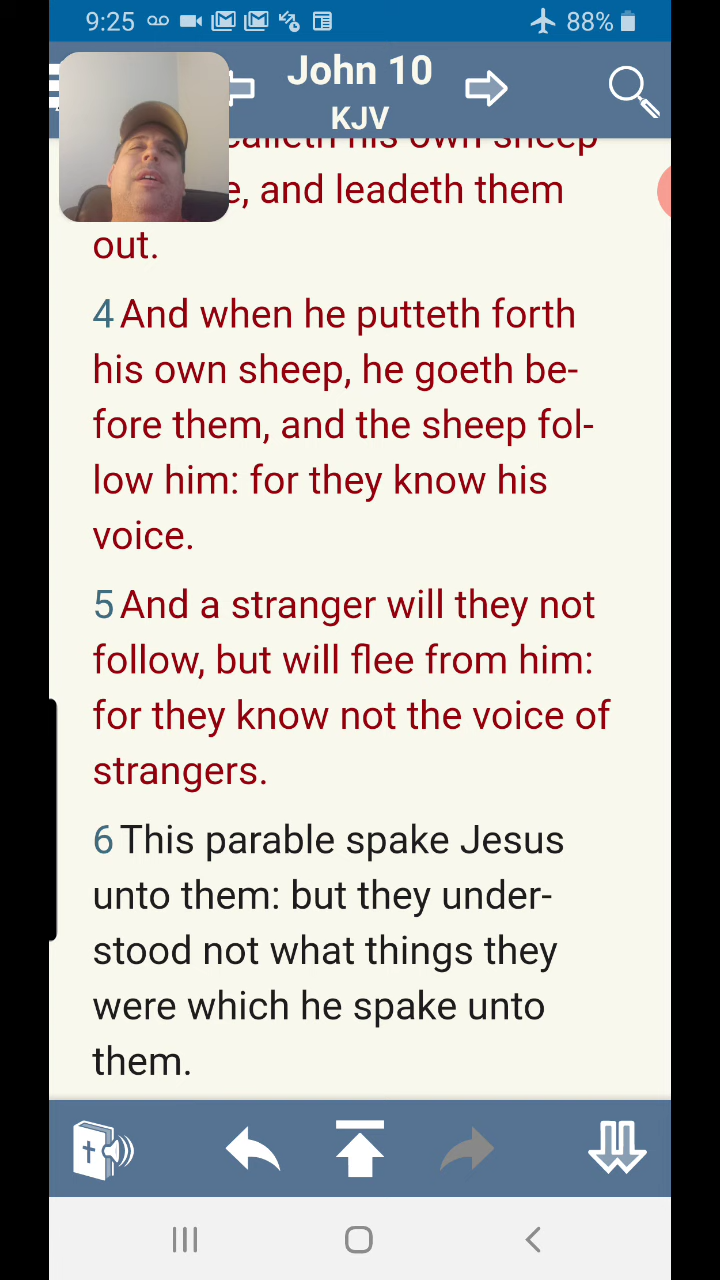 9:25 88%
John 10
KJV
his own sheep
and leadeth them
out.
4 And when he putteth forth
his own sheep, he goeth be-
fore them, and the sheep fol-
low him: for they know his
voice.
5 And a stranger will they not
follow, but will flee from him:
for they know not the voice of
strangers.
6 This parable spake Jesus
unto them: but they under-
stood not what things they
were which he spake unto
them.